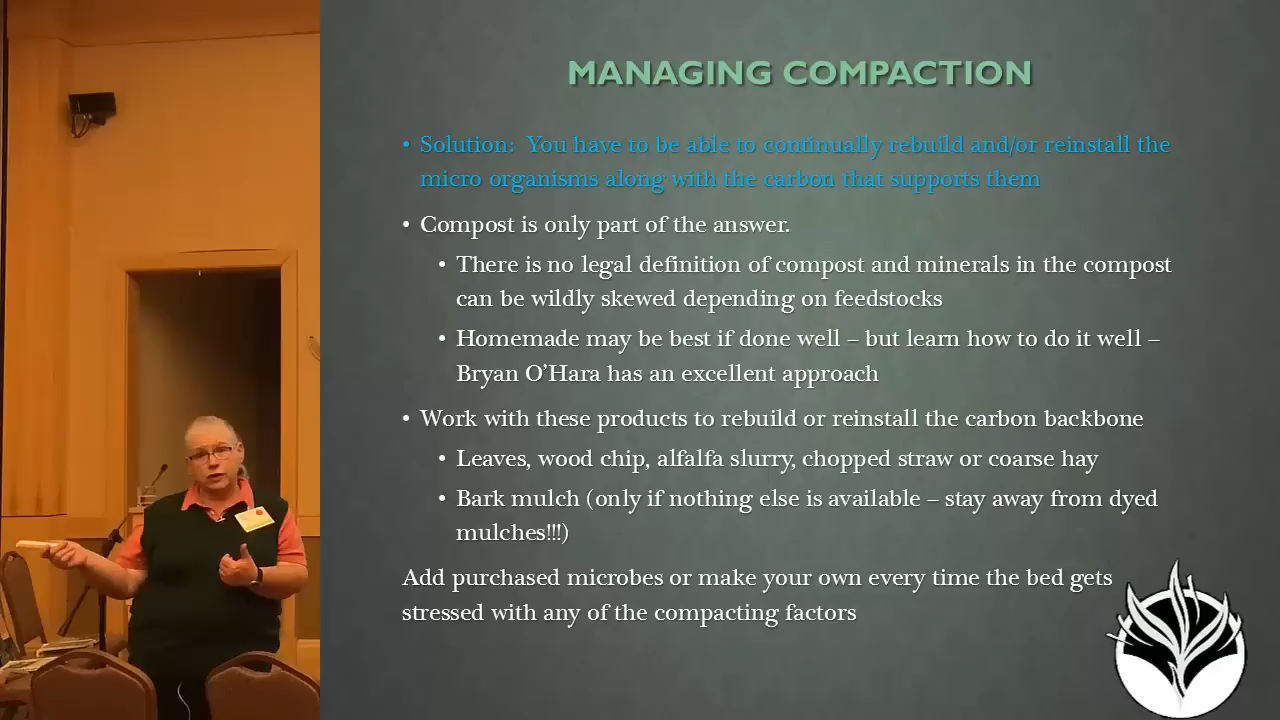 MANAGING COMPACTION
• Solution: You have to be able to continually rebuild and/or reinstall the
micro organisms along with the carbon that supports them
• Compost is only part of the answer.
• There is no legal definition of compost and minerals in the compost
can be wildly skewed depending on feedstocks
• Homemade may be best if done well – but learn how to do it well –
Bryan O’Hara has an excellent approach
• Work with these products to rebuild or reinstall the carbon backbone
• Leaves, wood chip, alfalfa slurry, chopped straw or coarse hay
• Bark mulch (only if nothing else is available – stay away from dyed
mulches!!!)
Add purchased microbes or make your own every time the bed gets
stressed with any of the compacting factors